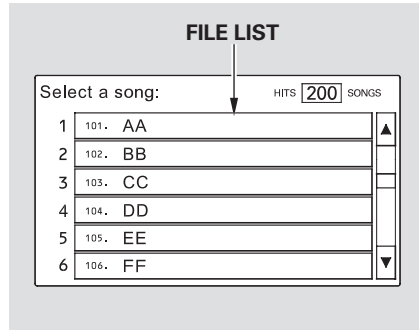 FILE LIST
Select a song: HITS 200 SONGS
1 101. AA
2 102. BB
3 103. CC
4 104. DD
5 105. EE
6 106. FF